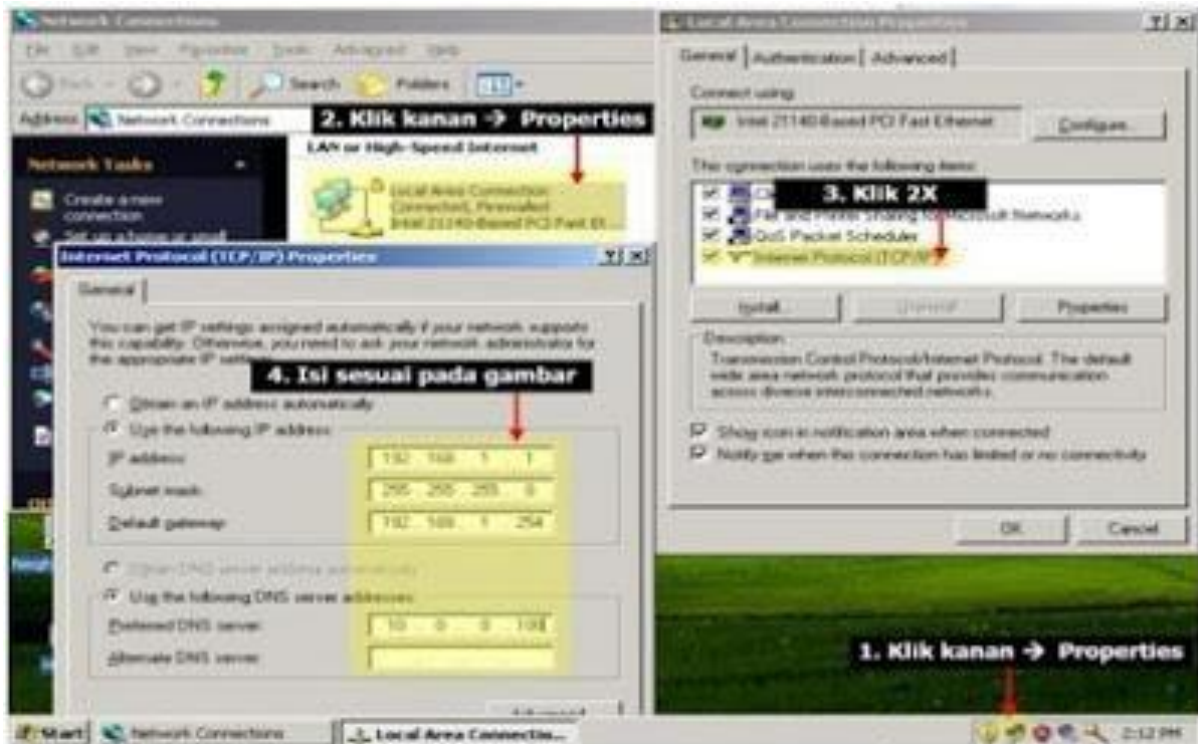 Network Connections
File Edit View Favorites Tools Advanced Help
Back Search Folders
Address Network Connections
2. Klik kanan → Properties
LAN or High-Speed Internet
Network Tasks
Create a new
connection
Set up a home or small
Local Area Connection
Connected, Firewalled
Intel 21140-Based PCI Fast Et...
Internet Protocol (TCP/IP) Properties
General
You can get IP settings assigned automatically if your network supports
this capability. Otherwise, you need to ask your network administrator for
the appropriate IP settings.
4. Isi sesuai pada gambar
Obtain an IP address automatically
Use the following IP address:
IP address: 192 168 1 1
Subnet mask: 255 255 255 0
Default gateway: 192 168 1 254
Obtain DNS server address automatically
Use the following DNS server addresses:
Preferred DNS server: 10 0 0 100
Alternate DNS server:
Local Area Connection Properties
General Authentication Advanced
Connect using:
Intel 21140-Based PCI Fast Ethernet
Configure...
This connection uses the following items:
3. Klik 2X
File and Printer Sharing for Microsoft Networks
QoS Packet Scheduler
Internet Protocol (TCP/IP)
Install... Uninstall Properties
Description
Transmission Control Protocol/Internet Protocol. The default
wide area network protocol that provides communication
across diverse interconnected networks.
Show icon in notification area when connected
Notify me when this connection has limited or no connectivity
OK Cancel
1. Klik kanan → Properties
Start Network Connections Local Area Connectio... 2:12 PM